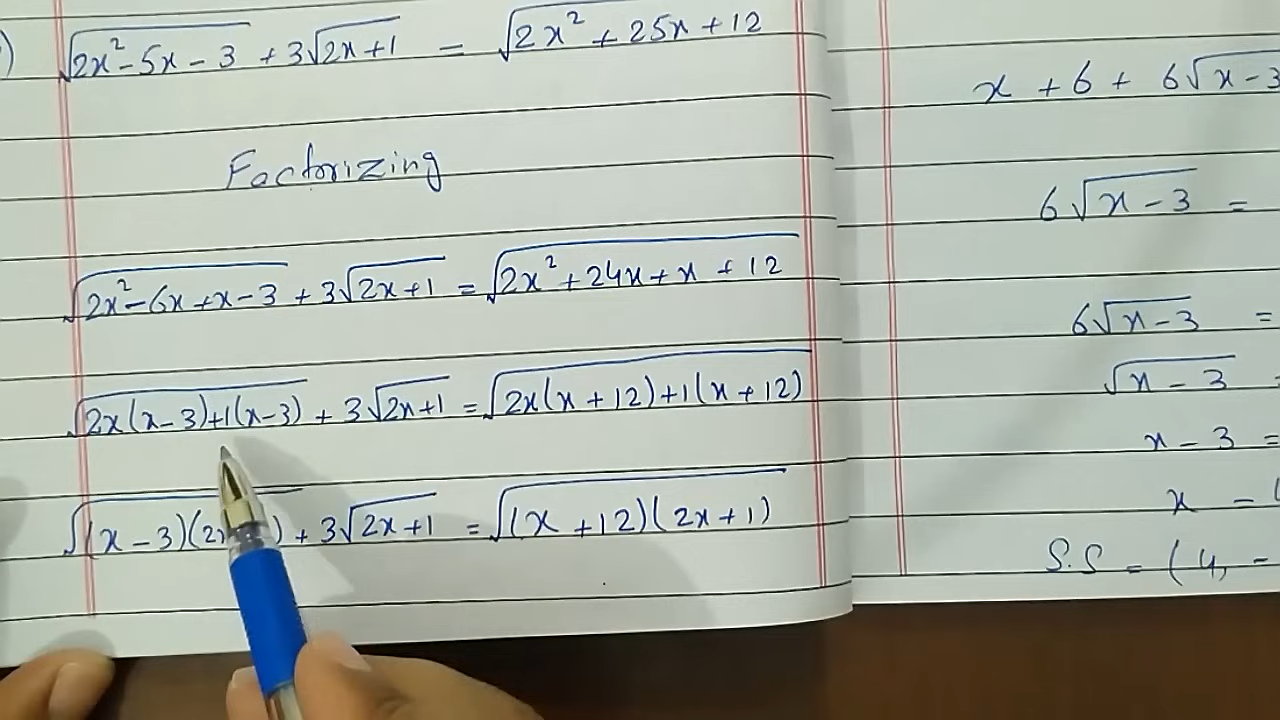 ) √(2x² - 5x - 3) + 3√(2x+1) = √(2x² + 25x + 12)
Factorizing
√(2x² - 6x + x - 3) + 3√(2x+1) = √(2x² + 24x + x + 12)
√(2x(x-3)+1(x-3)) + 3√(2x+1) = √(2x(x+12)+1(x+12))
√((x-3)(2x ) + 3√(2x+1) = √((x+12)(2x+1))
x + 6 + 6√(x-3
6√(x-3) =
6√(x-3) =
√(x-3)
x - 3 =
x =
S.S = (4, -